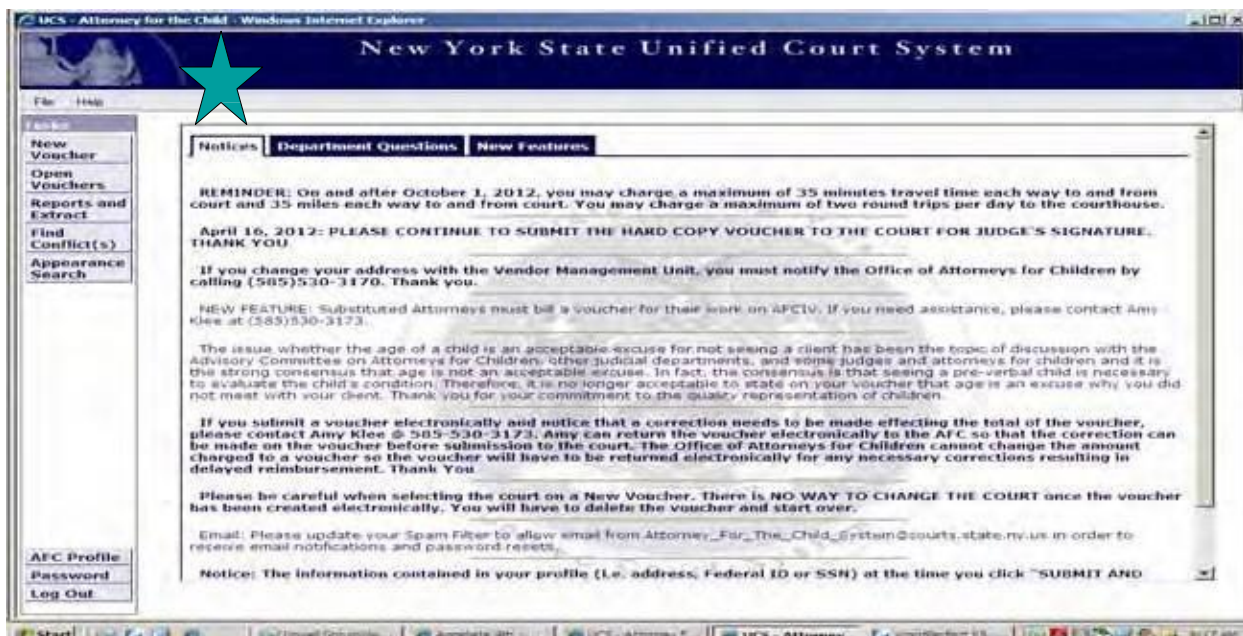 UCS - Attorney for the Child - Windows Internet Explorer
New York State Unified Court System
File Help
Tasks
New
Voucher
Open
Vouchers
Reports and
Extract
Find
Conflict(s)
Appearance
Search
AFC Profile
Password
Log Out
Notices Department Questions New Features
REMINDER: On and after October 1, 2012, you may charge a maximum of 35 minutes travel time each way to and from
court and 35 miles each way to and from court. You may charge a maximum of two round trips per day to the courthouse.
April 16, 2012: PLEASE CONTINUE TO SUBMIT THE HARD COPY VOUCHER TO THE COURT FOR JUDGE'S SIGNATURE.
THANK YOU
If you change your address with the Vendor Management Unit, you must notify the Office of Attorneys for Children by
calling (585)530-3170. Thank you.
NEW FEATURE: Substituted Attorneys must bill a voucher for their work on AFCIV. If you need assistance, please contact Amy
Klee at (585)530-3173.
The issue whether the age of a child is an acceptable excuse for not seeing a client has been the topic of discussion with the
Advisory Committee on Attorneys for Children, other judicial departments, and some judges and attorneys for children and it is
the strong consensus that age is not an acceptable excuse. In fact, the consensus is that seeing a pre-verbal child is necessary
to evaluate the child's condition. Therefore, it is no longer acceptable to state on your voucher that age is an excuse why you did
not meet with your client. Thank you for your commitment to the quality representation of children.
If you submit a voucher electronically and notice that a correction needs to be made effecting the total of the voucher,
please contact Amy Klee @ 585-530-3173. Amy can return the voucher electronically to the AFC so that the correction can
be made on the voucher before submission to the court. The Office of Attorneys for Children cannot change the amount
charged to a voucher so the voucher will have to be returned electronically for any necessary corrections resulting in
delayed reimbursement. Thank You
Please be careful when selecting the court on a New Voucher. There is NO WAY TO CHANGE THE COURT once the voucher
has been created electronically. You will have to delete the voucher and start over.
Email: Please update your Spam Filter to allow email from Attorney_For_The_Child_System@courts.state.ny.us in order to
receive email notifications and password resets.
Notice: The information contained in your profile (i.e. address, Federal ID or SSN) at the time you click "SUBMIT AND
Start UCS - Attorney